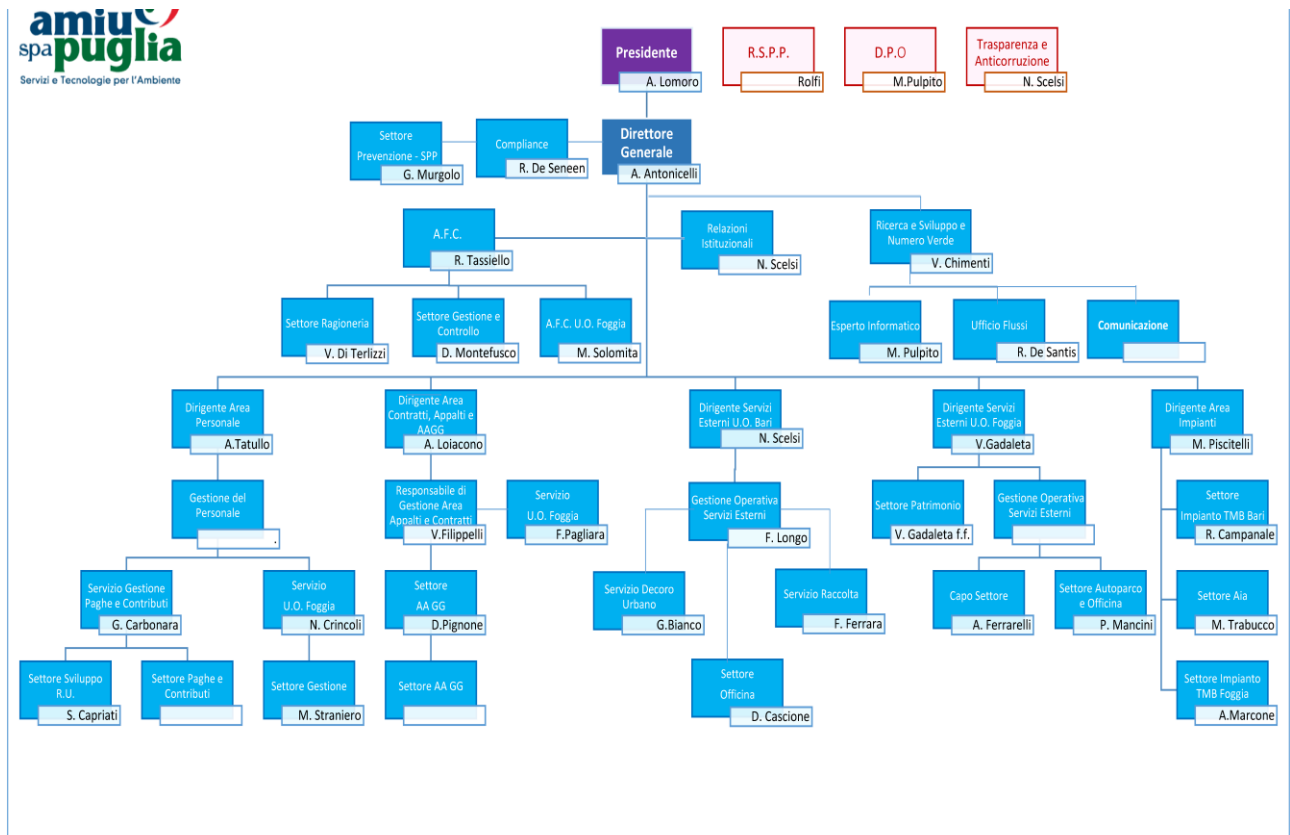 amiu
spa puglia
Servizi e Tecnologie per l'Ambiente
Presidente
A. Lomoro
R.S.P.P.
Rolfi
D.P.O
M.Pulpito
Trasparenza e
Anticorruzione
N. Scelsi
Settore
Prevenzione - SPP
G. Murgolo
Compliance
R. De Seneen
Direttore
Generale
A. Antonicelli
A.F.C.
R. Tassiello
Relazioni
Istituzionali
N. Scelsi
Ricerca e Sviluppo e
Numero Verde
V. Chimenti
Settore Ragioneria
V. Di Terlizzi
Settore Gestione e
Controllo
D. Montefusco
A.F.C. U.O. Foggia
M. Solomita
Esperto Informatico
M. Pulpito
Ufficio Flussi
R. De Santis
Comunicazione
Dirigente Area
Personale
A.Tatullo
Dirigente Area
Contratti, Appalti e
AAGG
A. Loiacono
Dirigente Servizi
Esterni U.O. Bari
N. Scelsi
Dirigente Servizi
Esterni U.O. Foggia
V.Gadaleta
Dirigente Area
Impianti
M. Piscitelli
Gestione del
Personale
.
Responsabile di
Gestione Area
Appalti e Contratti
V.Filippelli
Servizio
U.O. Foggia
F.Pagliara
Gestione Operativa
Servizi Esterni
F. Longo
Settore Patrimonio
V. Gadaleta f.f.
Gestione Operativa
Servizi Esterni
Settore
Impianto TMB Bari
R. Campanale
Servizio Gestione
Paghe e Contributi
G. Carbonara
Servizio
U.O. Foggia
N. Crincoli
Settore
AA GG
D.Pignone
Servizio Decoro
Urbano
G.Bianco
Servizio Raccolta
F. Ferrara
Capo Settore
A. Ferrarelli
Settore Autoparco
e Officina
P. Mancini
Settore Aia
M. Trabucco
Settore Sviluppo
R.U.
S. Capriati
Settore Paghe e
Contributi
Settore Gestione
M. Straniero
Settore AA GG
Settore
Officina
D. Cascione
Settore Impianto
TMB Foggia
A.Marcone